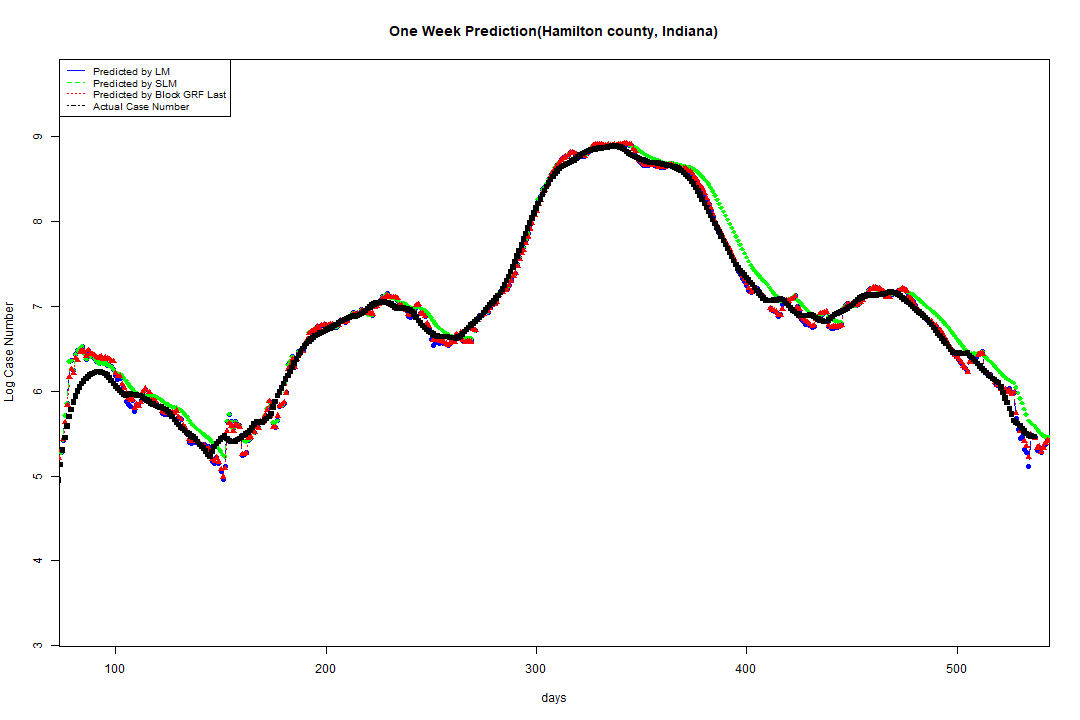 One Week Prediction(Hamilton county, Indiana)
Predicted by LM
Predicted by SLM
Predicted by Block GRF Last
Actual Case Number
9
8
7
6
5
4
3
Log Case Number
100 200 300 400 500
days